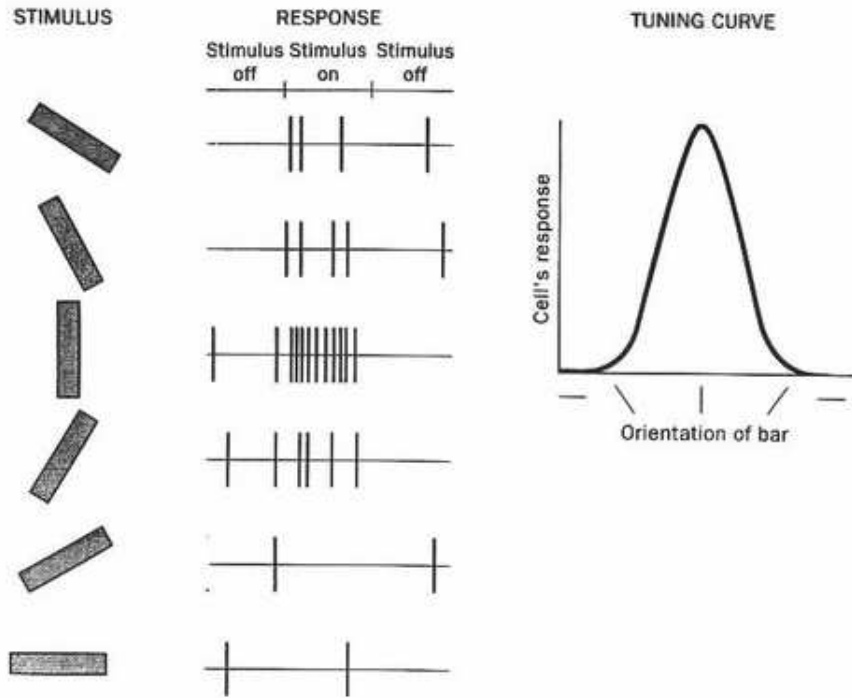 STIMULUS
RESPONSE
Stimulus Stimulus Stimulus
off on off
TUNING CURVE
Cell's response
Orientation of bar